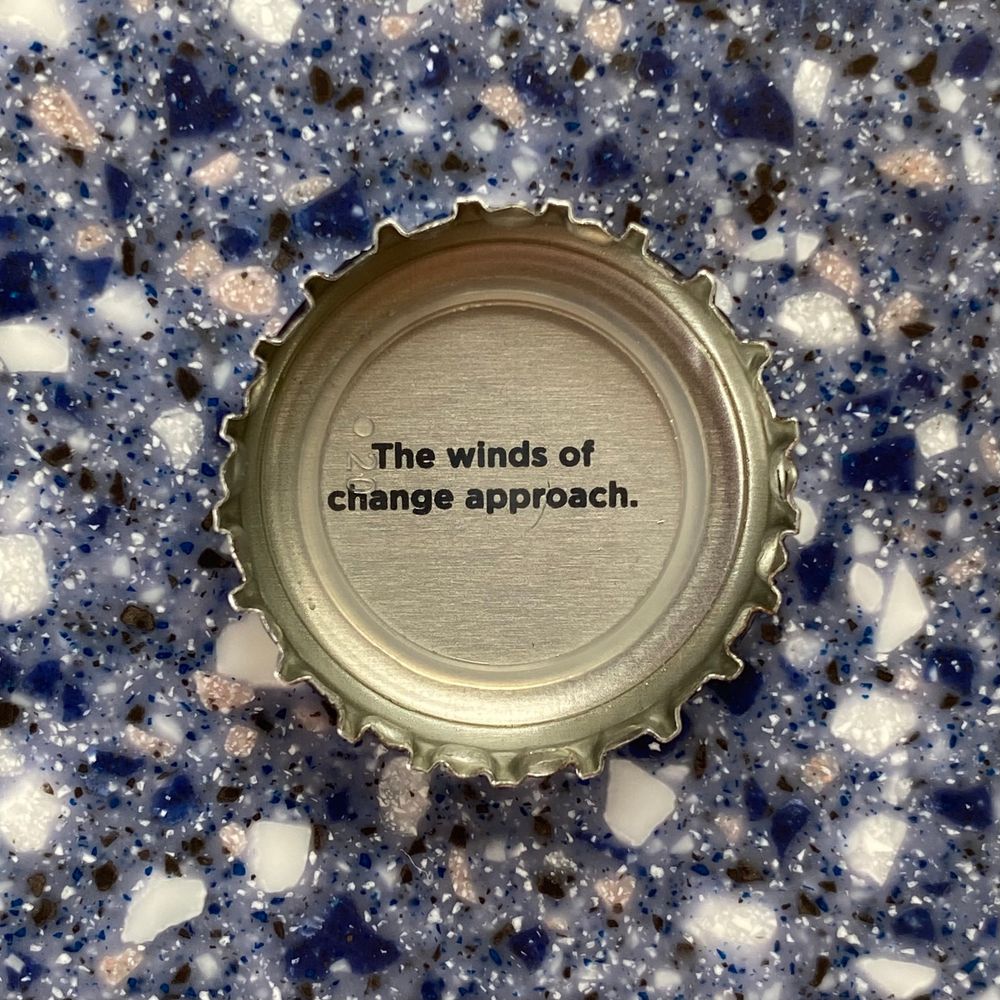 The winds of
change approach.